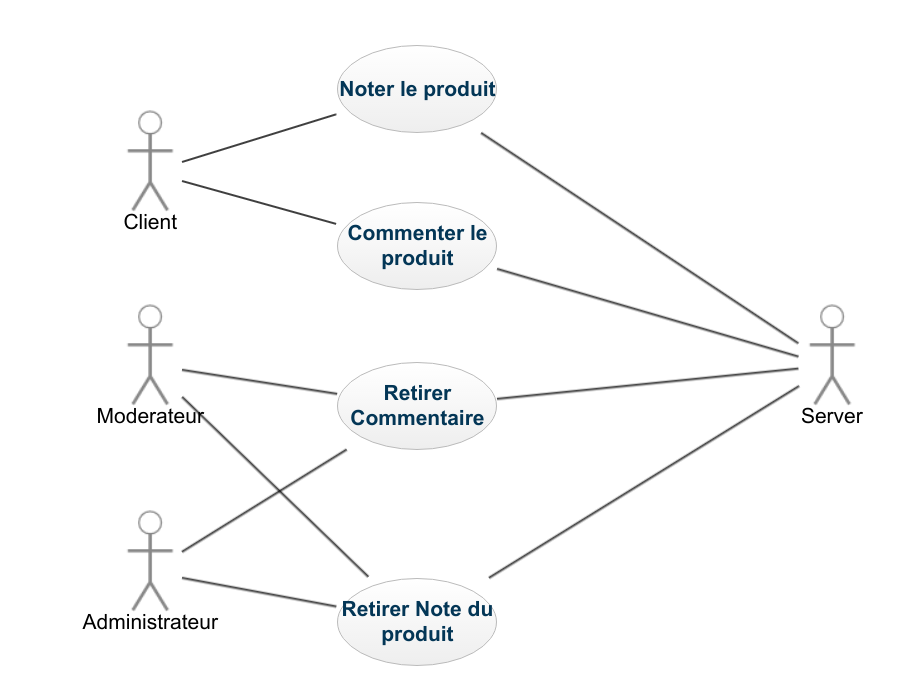 Noter le produit
Client
Commenter le
produit
Moderateur
Retirer
Commentaire
Server
Administrateur
Retirer Note du
produit